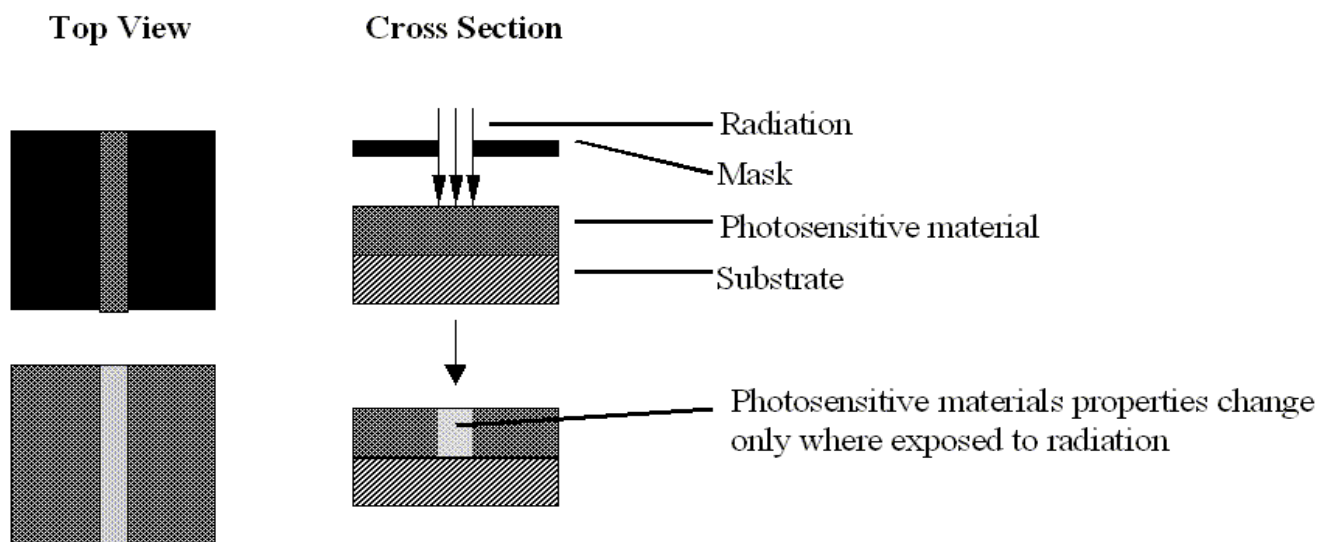 Top View
Cross Section
Radiation
Mask
Photosensitive material
Substrate
Photosensitive materials properties change
only where exposed to radiation